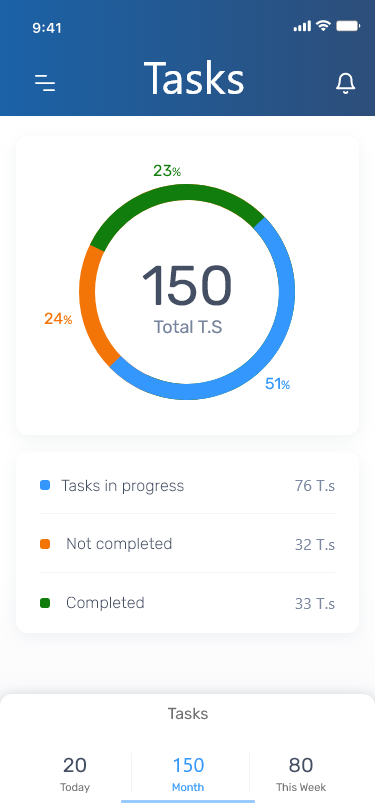 9:41
Tasks
23%
150
Total T.S
24%
51%
Tasks in progress 76 T.s
Not completed 32 T.s
Completed 33 T.s
Tasks
20 150 80
Today Month This Week